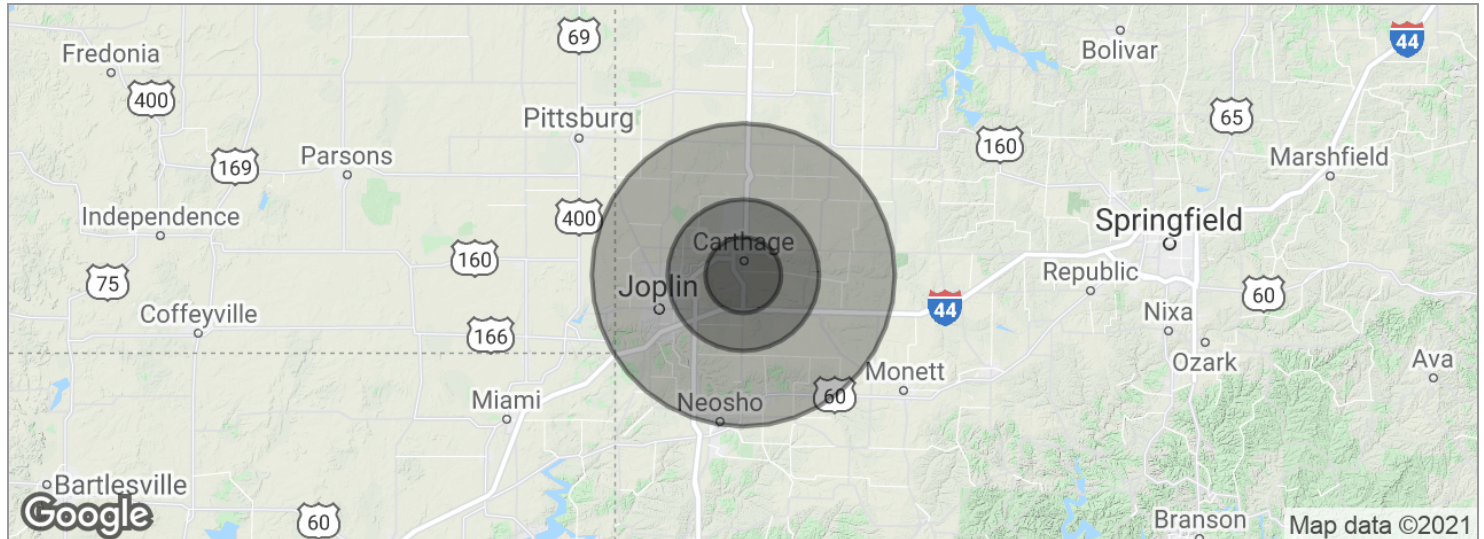 Fredonia
69
Bolivar
44
400
Pittsburg
65
160
Parsons
Marshfield
169
Independence
400
Springfield
Carthage
160
Republic
75
Joplin
60
44
Coffeyville
Nixa
166
Ozark
Ava
Monett
Miami
60
Neosho
Bartlesville
Google
60
Branson
Map data ©2021